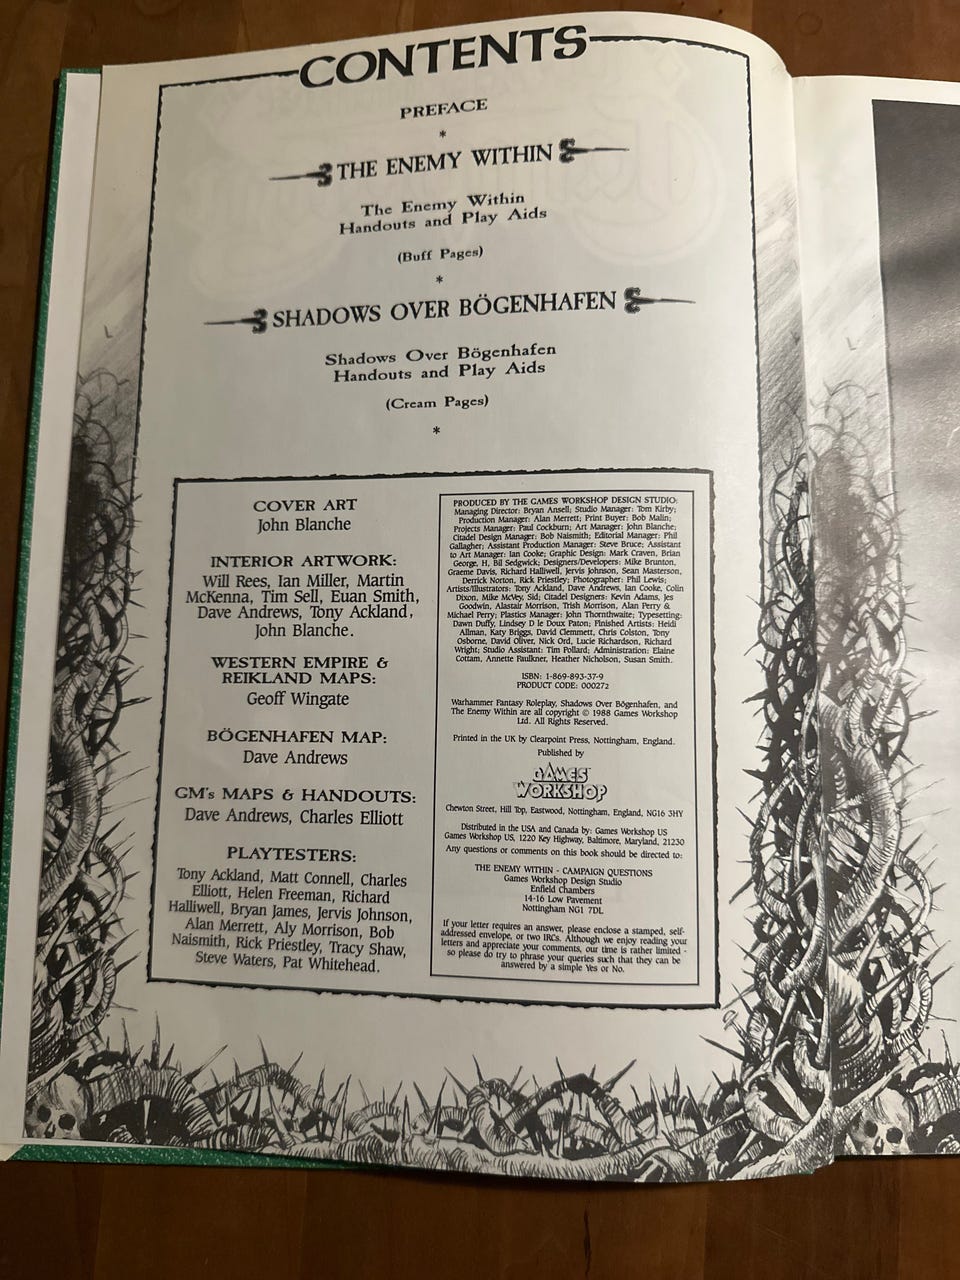 CONTENTS
PREFACE
*
THE ENEMY WITHIN
The Enemy Within
Handouts and Play Aids
(Buff Pages)
*
SHADOWS OVER BÖGENHAFEN
Shadows Over Bögenhafen
Handouts and Play Aids
(Cream Pages)
*
COVER ART
John Blanche
INTERIOR ARTWORK:
Will Rees, Ian Miller, Martin
McKenna, Tim Sell, Euan Smith,
Dave Andrews, Tony Ackland,
John Blanche.
WESTERN EMPIRE &
REIKLAND MAPS:
Geoff Wingate
BÖGENHAFEN MAP:
Dave Andrews
GM's MAPS & HANDOUTS:
Dave Andrews, Charles Elliott
PLAYTESTERS:
Tony Ackland, Matt Connell, Charles
Elliott, Helen Freeman, Richard
Halliwell, Bryan James, Jervis Johnson,
Alan Merrett, Aly Morrison, Bob
Naismith, Rick Priestley, Tracy Shaw,
Steve Waters, Pat Whitehead.
PRODUCED BY THE GAMES WORKSHOP DESIGN STUDIO:
Managing Director: Bryan Ansell; Studio Manager: Tom Kirby;
Production Manager: Alan Merrett; Print Buyer: Bob Malin;
Projects Manager: Paul Cockburn; Art Manager: John Blanche;
Citadel Design Manager: Bob Naismith; Editorial Manager: Phil
Gallagher; Assistant Production Manager: Steve Bruce; Assistant
to Art Manager: Ian Cooke; Graphic Design: Mark Craven, Brian
George, H, Bil Sedgwick; Designers/Developers: Mike Brunton,
Graeme Davis, Richard Halliwell, Jervis Johnson, Sean Masterson,
Derrick Norton, Rick Priestley; Photographer: Phil Lewis;
Artists/Illustrators: Tony Ackland, Dave Andrews, Ian Cooke, Colin
Dixon, Mike McVey, Sid; Citadel Designers: Kevin Adams, Jes
Goodwin, Alastair Morrison, Trish Morrison, Alan Perry &
Michael Perry; Plastics Manager: John Thornthwaite; Typesetting:
Dawn Duffy, Lindsey D le Doux Paton; Finished Artists: Heidi
Allman, Katy Briggs, David Clemmett, Chris Colston, Tony
Osborne, David Oliver, Nick Ord, Lucie Richardson, Richard
Wright; Studio Assistant: Tim Pollard; Administration: Elaine
Cottam, Annette Faulkner, Heather Nicholson, Susan Smith.
ISBN: 1-869-893-37-9
PRODUCT CODE: 000272
Warhammer Fantasy Roleplay, Shadows Over Bögenhafen, and
The Enemy Within are all copyright © 1988 Games Workshop
Ltd. All Rights Reserved.
Printed in the UK by Clearpoint Press, Nottingham, England.
Published by
GAMES
WORKSHOP
Chewton Street, Hill Top, Eastwood, Nottingham, England, NG16 3HY
Distributed in the USA and Canada by: Games Workshop US
Games Workshop US, 1220 Key Highway, Baltimore, Maryland, 21230
Any questions or comments on this book should be directed to:
THE ENEMY WITHIN - CAMPAIGN QUESTIONS
Games Workshop Design Studio
Enfield Chambers
14-16 Low Pavement
Nottingham NG1 7DL
If your letter requires an answer, please enclose a stamped, self-
addressed envelope, or two IRCs. Although we enjoy reading your
letters and appreciate your comments, our time is rather limited -
so please do try to phrase your queries such that they can be
answered by a simple Yes or No.